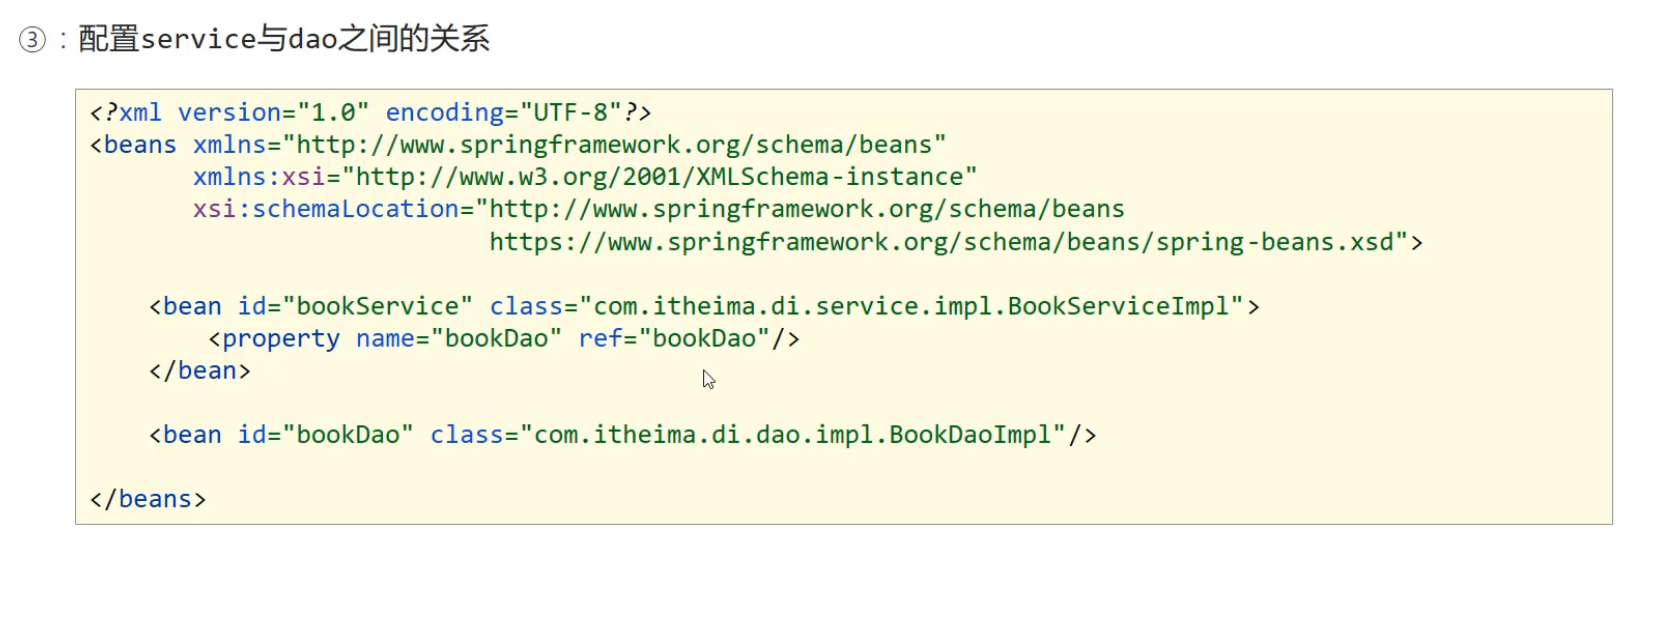 ③：配置service与dao之间的关系
<?xml version="1.0" encoding="UTF-8"?>
<beans xmlns="http://www.springframework.org/schema/beans"
xmlns:xsi="http://www.w3.org/2001/XMLSchema-instance"
xsi:schemaLocation="http://www.springframework.org/schema/beans
https://www.springframework.org/schema/beans/spring-beans.xsd">
<bean id="bookService" class="com.itheima.di.service.impl.BookServiceImpl">
<property name="bookDao" ref="bookDao"/>
</bean>
<bean id="bookDao" class="com.itheima.di.dao.impl.BookDaoImpl"/>
</beans>